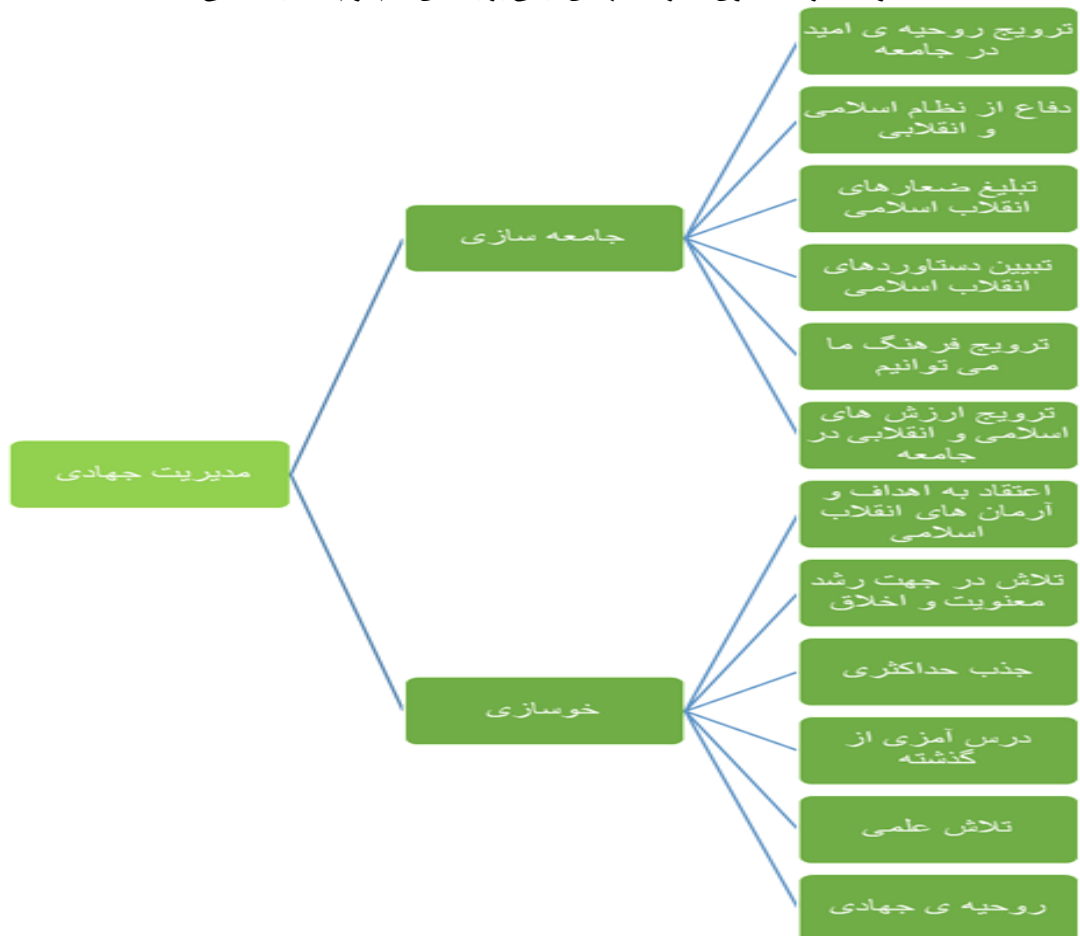 ترویج روحیه ی امید
در جامعه
دفاع از نظام اسلامی
و انقلابی
تبلیغ ضعارهای
انقلاب اسلامی
جامعه سازی
تبیین دستاوردهای
انقلاب اسلامی
ترویج فرهنگ ما
می توانیم
ترویج ارزش های
اسلامی و انقلابی در
جامعه
مدیریت جهادی
اعتقاد به اهداف و
آرمان های انقلاب
اسلامی
تلاش در جهت رشد
معنویت و اخلاق
جذب حداکثری
خوسازی
درس آمزی از
گذشته
تلاش علمی
روحیه ی جهادی